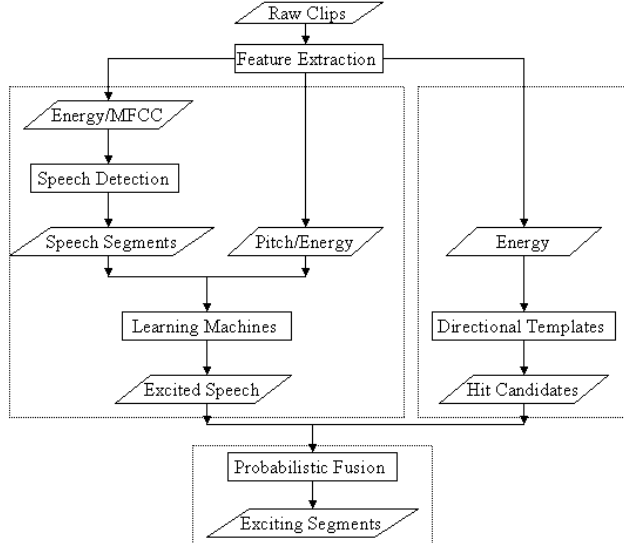 Raw Clips
Feature Extraction
Energy/MFCC
Speech Detection
Speech Segments
Pitch/Energy
Energy
Learning Machines
Directional Templates
Excited Speech
Hit Candidates
Probabilistic Fusion
Exciting Segments